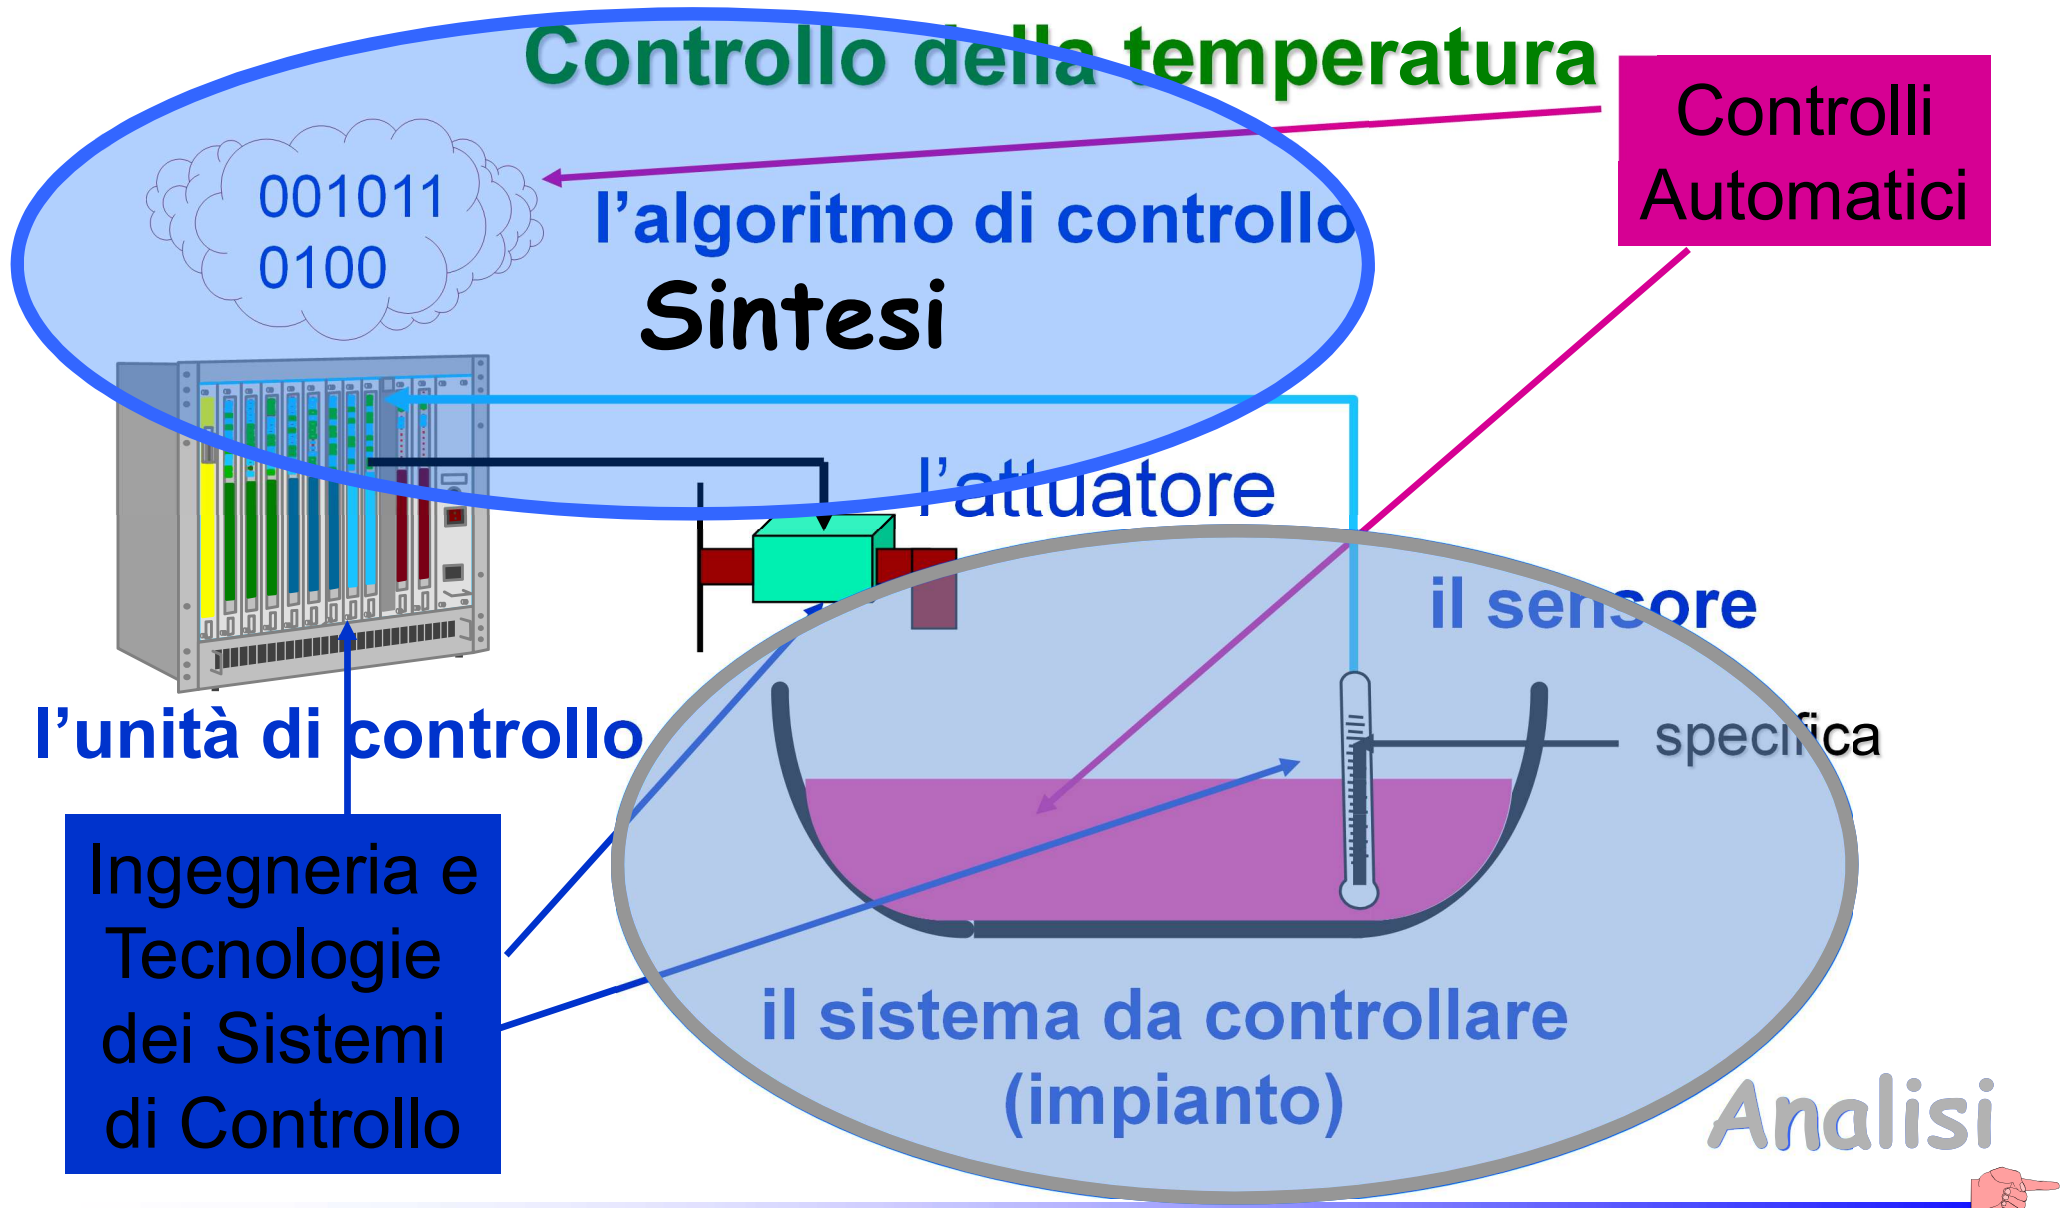 Controllo della temperatura
Controlli
Automatici
001011
0100
l’algoritmo di controllo
Sintesi
l’attuatore
il sensore
l’unità di controllo
specifica
Ingegneria e
Tecnologie
dei Sistemi
di Controllo
il sistema da controllare
(impianto)
Analisi